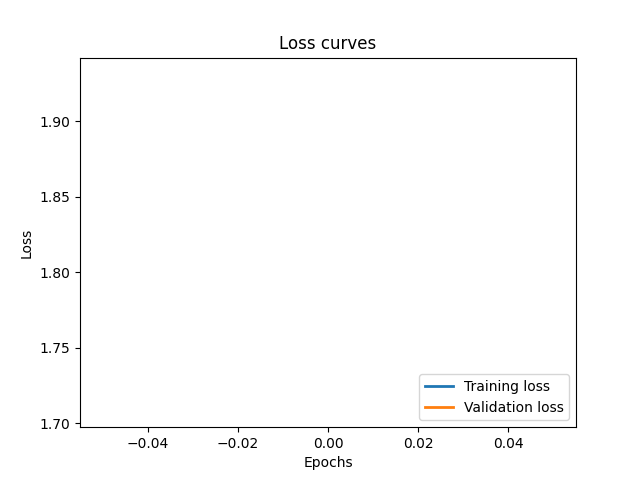 Loss curves
1.90
1.85
1.80
1.75
1.70
Loss
Training loss
Validation loss
−0.04 −0.02 0.00 0.02 0.04
Epochs